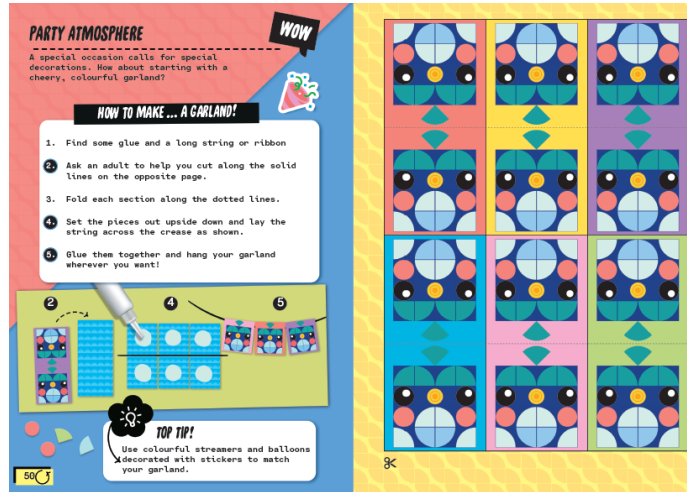 PARTY ATMOSPHERE
WOW
A special occasion calls for special
decorations. How about starting with a
cheery, colourful garland?
HOW TO MAKE... A GARLAND!
1. Find some glue and a long string or ribbon
2. Ask an adult to help you cut along the solid
lines on the opposite page.
3. Fold each section along the dotted lines.
4. Set the pieces out upside down and lay the
string across the crease as shown.
5. Glue them together and hang your garland
wherever you want!
2
4
5
TOP TIP!
Use colourful streamers and balloons
decorated with stickers to match
your garland.
50